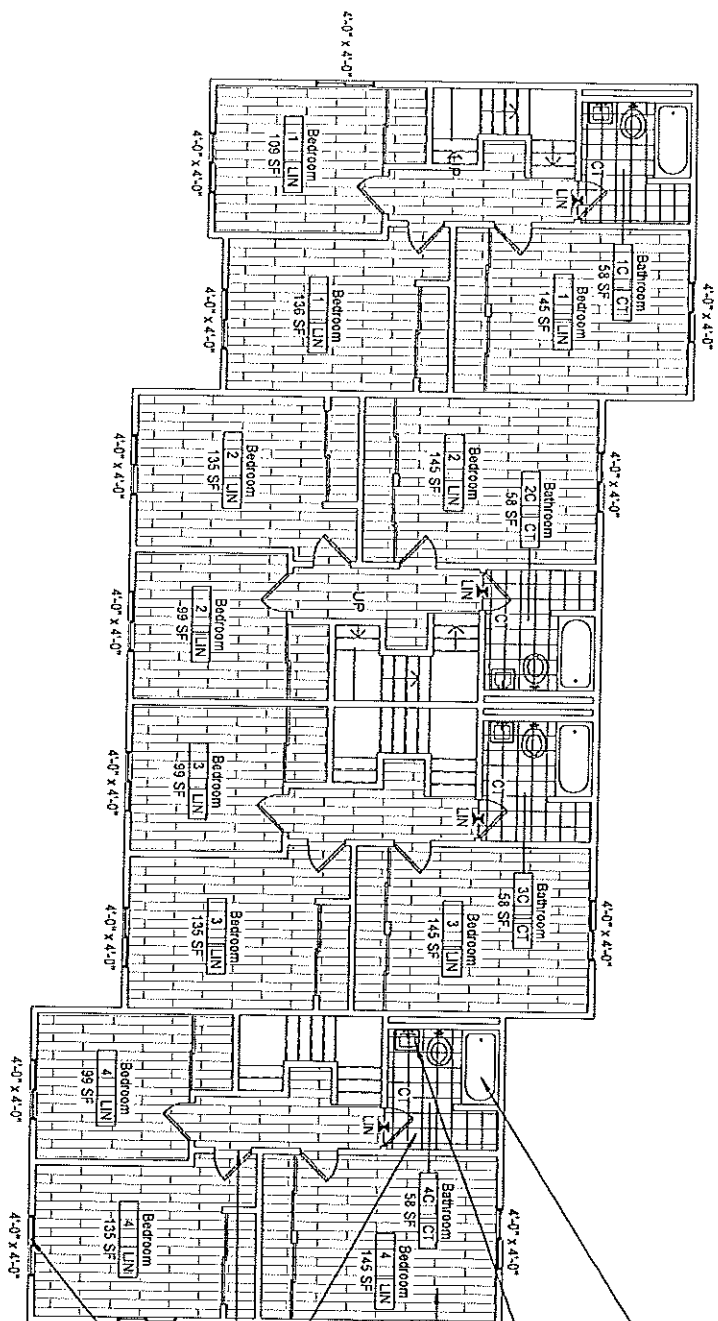 4'-0" x 4'-0"
4'-0" x 4'-0"
Bedroom
1 LIN
109 SF
UP
LIN
CT
Bathroom
1C CT
58 SF
Bedroom
1 LIN
145 SF
4'-0" x 4'-0"
Bedroom
1 LIN
136 SF
4'-0" x 4'-0"
Bedroom
2 LIN
135 SF
4'-0" x 4'-0"
Bedroom
2 LIN
145 SF
4'-0" x 4'-0"
Bathroom
2C CT
58 SF
CT
LIN
UP
Bedroom
2 LIN
99 SF
4'-0" x 4'-0"
Bedroom
3 LIN
99 SF
4'-0" x 4'-0"
LIN
CT
Bathroom
3C CT
58 SF
Bedroom
3 LIN
145 SF
4'-0" x 4'-0"
Bedroom
3 LIN
135 SF
4'-0" x 4'-0"
Bedroom
4 LIN
99 SF
4'-0" x 4'-0"
LIN
CT
Bathroom
4C CT
58 SF
Bedroom
4 LIN
145 SF
4'-0" x 4'-0"
Bedroom
4 LIN
135 SF
4'-0" x 4'-0"